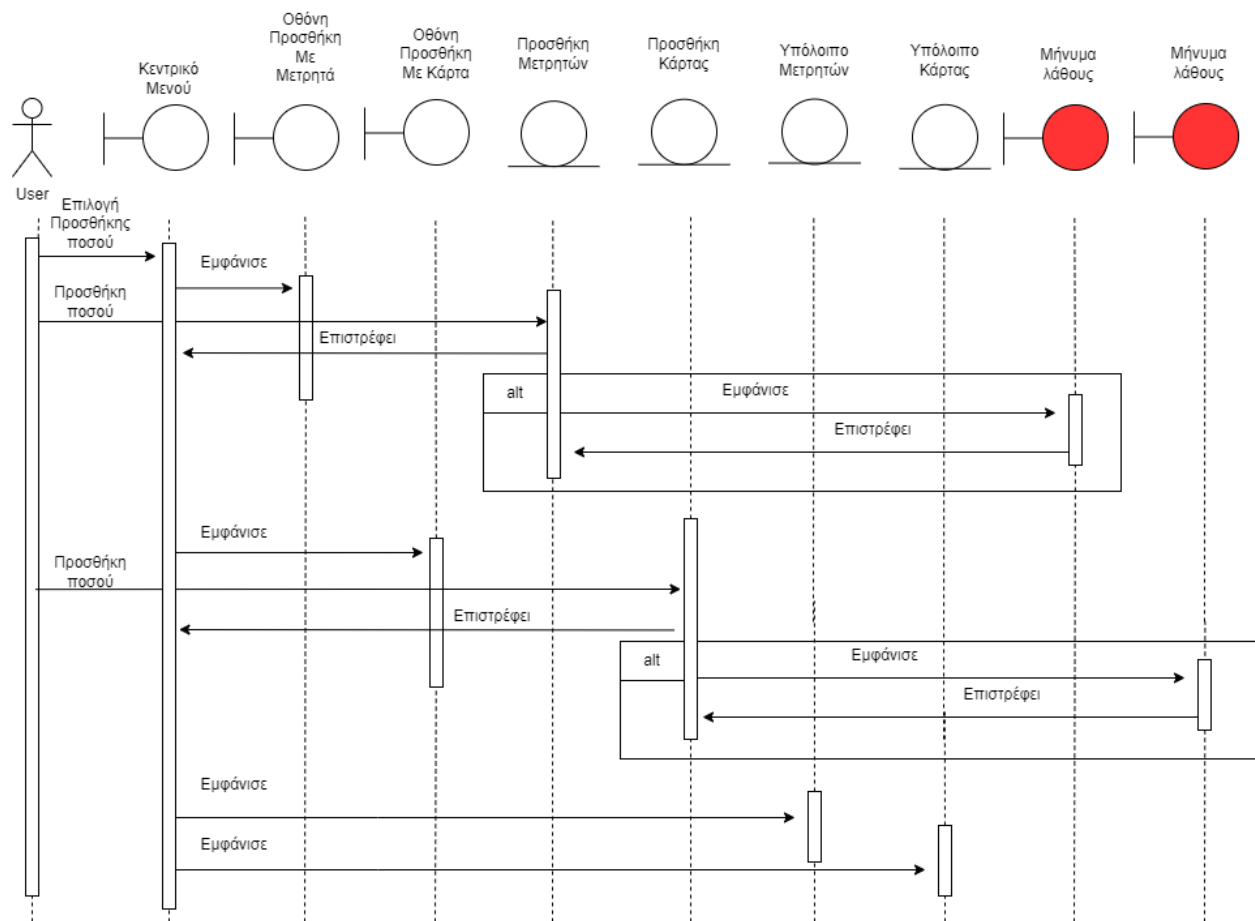 Οθόνη
Προσθήκη
Με
Μετρητά
Οθόνη
Προσθήκη
Με Κάρτα
Προσθήκη
Μετρητών
Προσθήκη
Κάρτας
Υπόλοιπο
Μετρητών
Υπόλοιπο
Κάρτας
Μήνυμα
λάθους
Μήνυμα
λάθους
Κεντρικό
Μενού
User
Επιλογή
Προσθήκης
ποσού
Εμφάνισε
Προσθήκη
ποσού
Επιστρέφει
alt
Εμφάνισε
Επιστρέφει
Εμφάνισε
Προσθήκη
ποσού
Επιστρέφει
alt
Εμφάνισε
Επιστρέφει
Εμφάνισε
Εμφάνισε